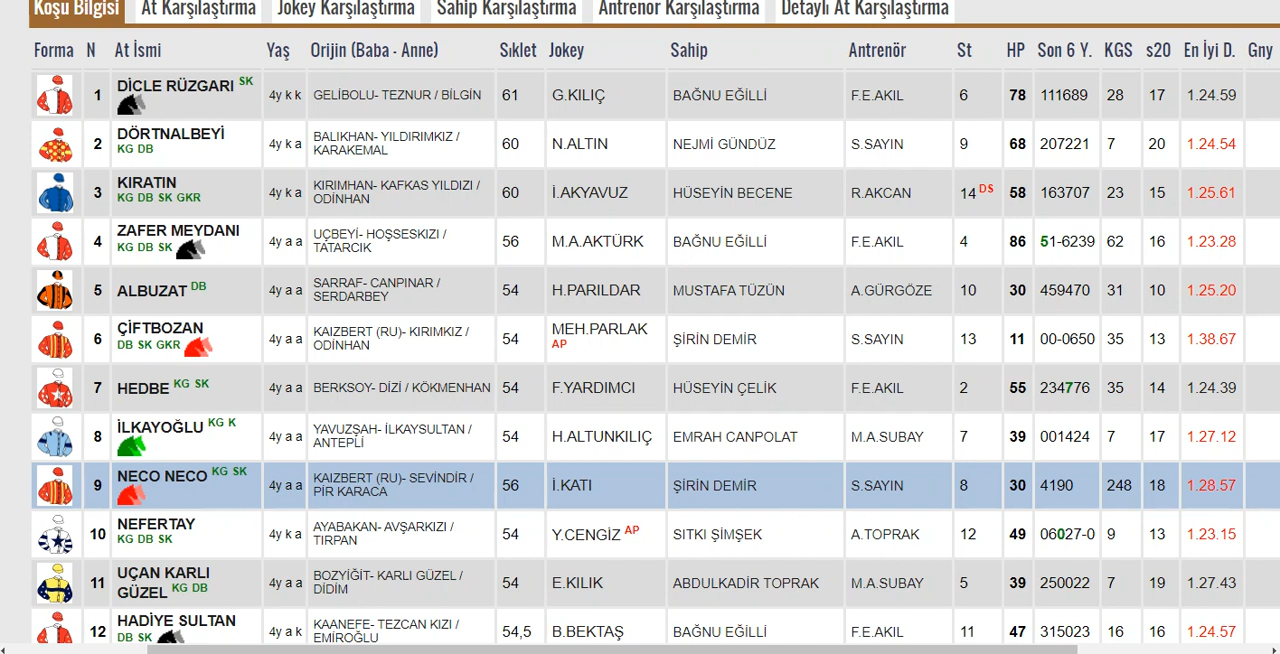 Koşu Bilgisi At Karşılaştırma Jokey Karşılaştırma Sahip Karşılaştırma Antrenör Karşılaştırma Detaylı At Karşılaştırma
Forma N At İsmi Yaş Orijin (Baba - Anne) Sıklet Jokey Sahip Antrenör St HP Son 6 Y. KGS s20 En İyi D. Gny
1 DİCLE RÜZGARI SK 4y k k GELİBOLU- TEZNUR / BİLGİN 61 G.KILIÇ BAĞNU EĞİLLİ F.E.AKIL 6 78 111689 28 17 1.24.59
2 DÖRTNALBEYİ 4y k a BALIKHAN- YILDIRIMKIZ / 60 N.ALTIN NEJMİ GÜNDÜZ S.SAYIN 9 68 207221 7 20 1.24.54
KG DB KARAKEMAL
3 KIRATIN 4y k a KIRIMHAN- KAFKAS YILDIZI / 60 İ.AKYAVUZ HÜSEYİN BECENE R.AKCAN 14 DS 58 163707 23 15 1.25.61
KG DB SK GKR ODİNHAN
4 ZAFER MEYDANI 4y a a UÇBEYİ- HOŞSESKIZI / 56 M.A.AKTÜRK BAĞNU EĞİLLİ F.E.AKIL 4 86 51-6239 62 16 1.23.28
KG DB SK TATARCIK
5 ALBUZAT DB 4y a a SARRAF- CANPINAR / 54 H.PARILDAR MUSTAFA TÜZÜN A.GÜRGÖZE 10 30 459470 31 10 1.25.20
SERDARBEY
6 ÇİFTBOZAN 4y a a KAIZBERT (RU)- KIRIMKIZ / 54 MEH.PARLAK ŞİRİN DEMİR S.SAYIN 13 11 00-0650 35 13 1.38.67
DB SK GKR ODİNHAN AP
7 HEDBE KG SK 4y a a BERKSOY- DİZİ / KÖKMENHAN 54 F.YARDIMCI HÜSEYİN ÇELİK F.E.AKIL 2 55 234776 35 14 1.24.39
8 İLKAYOĞLU KG K 4y a a YAVUZŞAH- İLKAYSULTAN / 54 H.ALTUNKILIÇ EMRAH CANPOLAT M.A.SUBAY 7 39 001424 7 17 1.27.12
ANTEPLİ
9 NECO NECO KG SK 4y a a KAIZBERT (RU)- SEVİNDİR / 56 İ.KATI ŞİRİN DEMİR S.SAYIN 8 30 4190 248 18 1.28.57
PİR KARACA
10 NEFERTAY 4y k a AYABAKAN- AVŞARKIZI / 54 Y.CENGİZ AP SITKI ŞİMŞEK A.TOPRAK 12 49 06027-0 9 13 1.23.15
KG DB SK TIRPAN
11 UÇAN KARLI 4y a a BOZYİĞİT- KARLI GÜZEL / 54 E.KILIK ABDULKADİR TOPRAK M.A.SUBAY 5 39 250022 7 19 1.27.43
GÜZEL KG DB DİDİM
12 HADİYE SULTAN 4y a k KAANEFE- TEZCAN KIZI / 54,5 B.BEKTAŞ BAĞNU EĞİLLİ F.E.AKIL 11 47 315023 16 16 1.24.57
DB SK EMİROĞLU